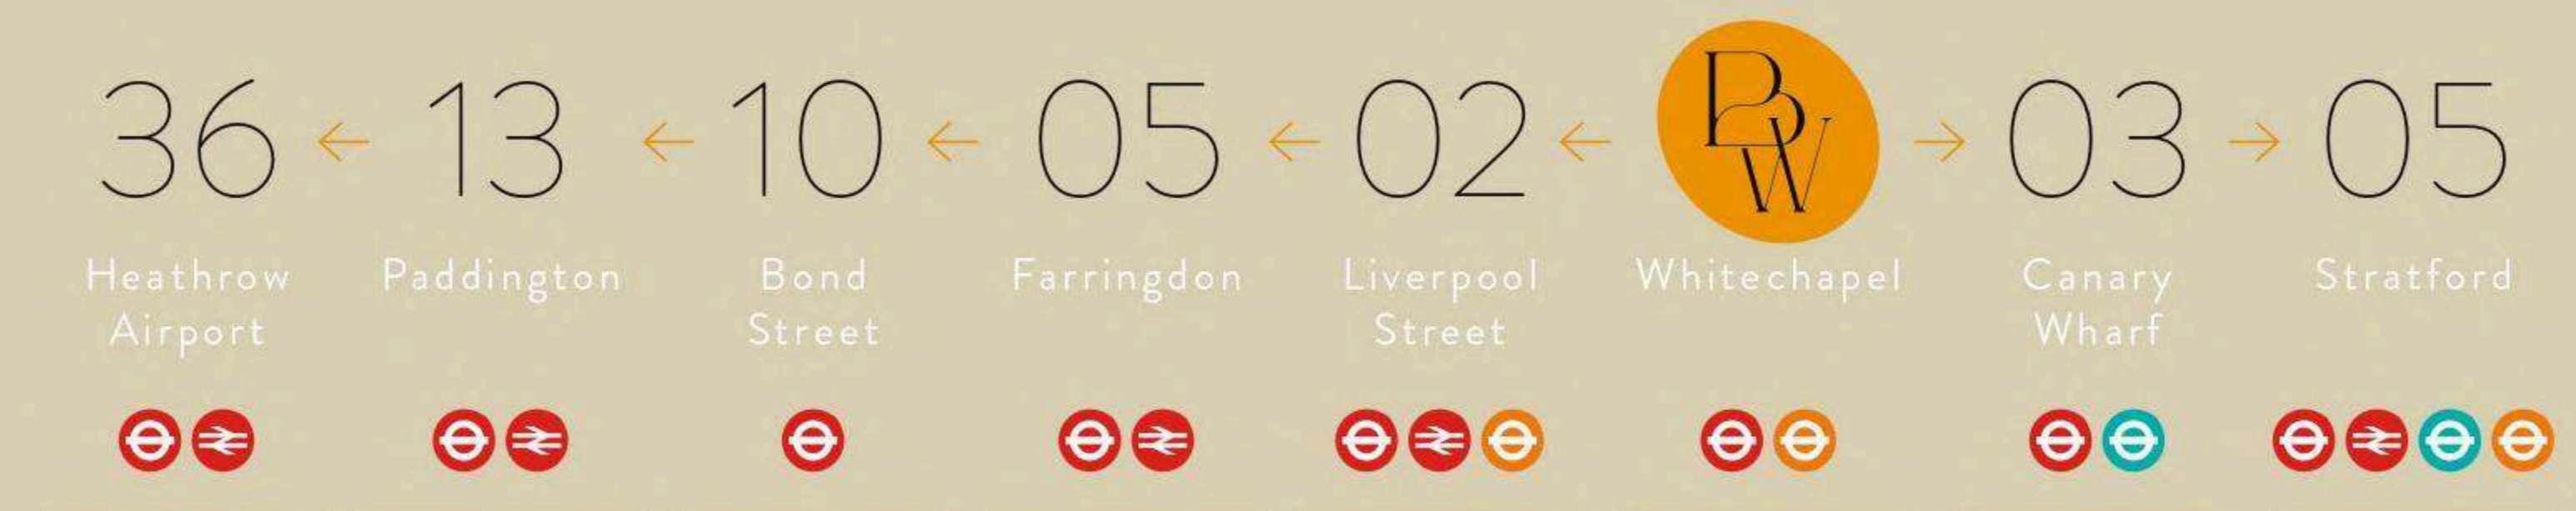 36 13 10 05 02 BW 03 05
Heathrow Paddington Bond Farringdon Liverpool Whitechapel Canary Stratford
Airport Street Street Wharf